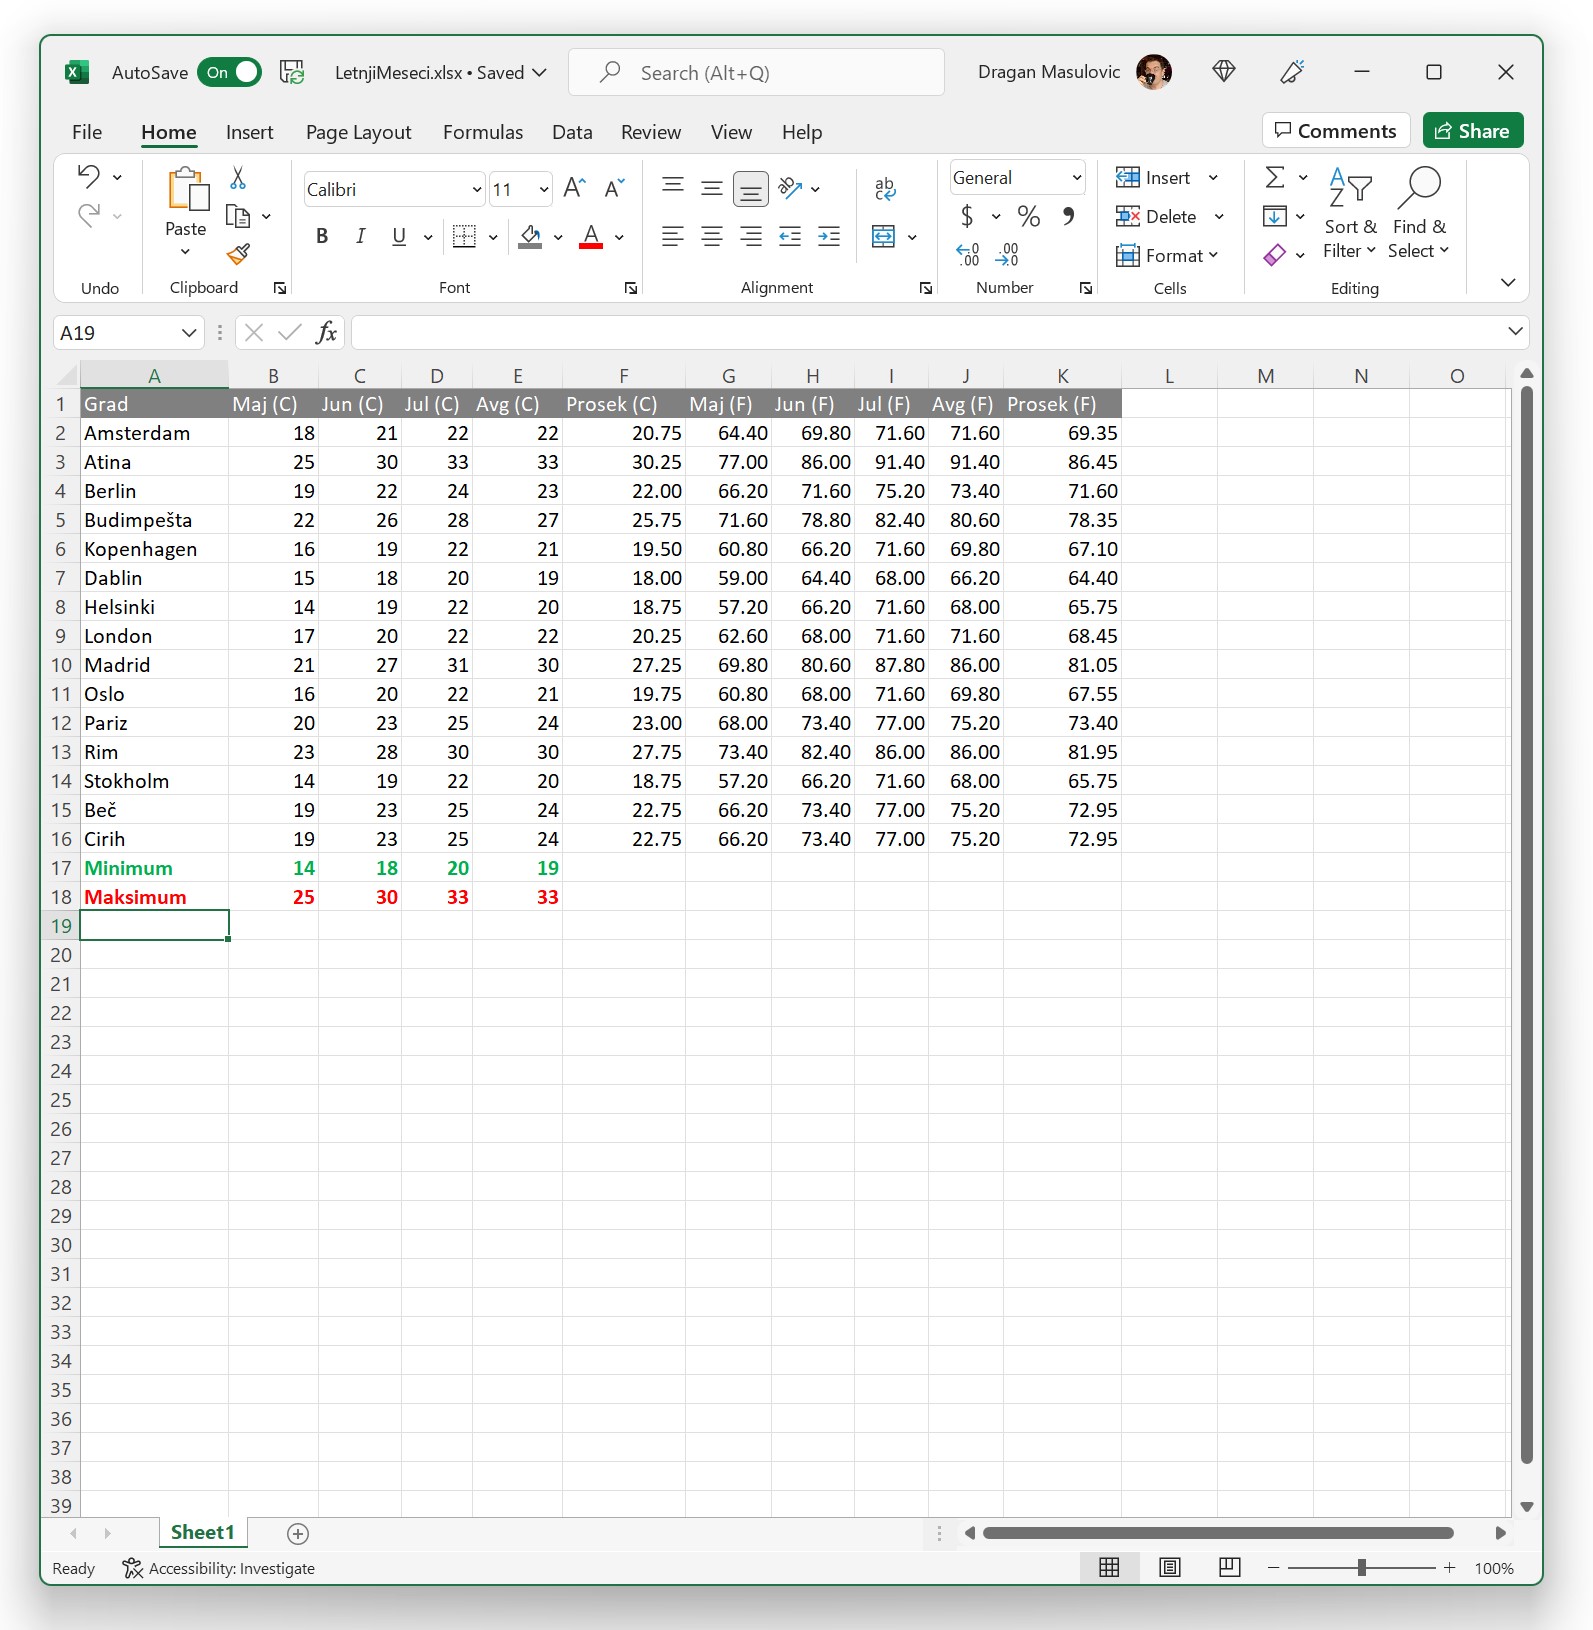 AutoSave On LetnjiMeseci.xlsx • Saved Search (Alt+Q) Dragan Masulovic
File Home Insert Page Layout Formulas Data Review View Help Comments Share
Calibri 11 General Insert
Paste Delete Sort & Filter Find & Select
B I U A $ % Format
Undo Clipboard Font Alignment Number Cells Editing
A19 fx
A B C D E F G H I J K L M N O
1 Grad Maj (C) Jun (C) Jul (C) Avg (C) Prosek (C) Maj (F) Jun (F) Jul (F) Avg (F) Prosek (F)
2 Amsterdam 18 21 22 22 20.75 64.40 69.80 71.60 71.60 69.35
3 Atina 25 30 33 33 30.25 77.00 86.00 91.40 91.40 86.45
4 Berlin 19 22 24 23 22.00 66.20 71.60 75.20 73.40 71.60
5 Budimpešta 22 26 28 27 25.75 71.60 78.80 82.40 80.60 78.35
6 Kopenhagen 16 19 22 21 19.50 60.80 66.20 71.60 69.80 67.10
7 Dablin 15 18 20 19 18.00 59.00 64.40 68.00 66.20 64.40
8 Helsinki 14 19 22 20 18.75 57.20 66.20 71.60 68.00 65.75
9 London 17 20 22 22 20.25 62.60 68.00 71.60 71.60 68.45
10 Madrid 21 27 31 30 27.25 69.80 80.60 87.80 86.00 81.05
11 Oslo 16 20 22 21 19.75 60.80 68.00 71.60 69.80 67.55
12 Pariz 20 23 25 24 23.00 68.00 73.40 77.00 75.20 73.40
13 Rim 23 28 30 30 27.75 73.40 82.40 86.00 86.00 81.95
14 Stokholm 14 19 22 20 18.75 57.20 66.20 71.60 68.00 65.75
15 Beč 19 23 25 24 22.75 66.20 73.40 77.00 75.20 72.95
16 Cirih 19 23 25 24 22.75 66.20 73.40 77.00 75.20 72.95
17 Minimum 14 18 20 19
18 Maksimum 25 30 33 33
19
20
21
22
23
24
25
26
27
28
29
30
31
32
33
34
35
36
37
38
39
Sheet1
Ready Accessibility: Investigate 100%